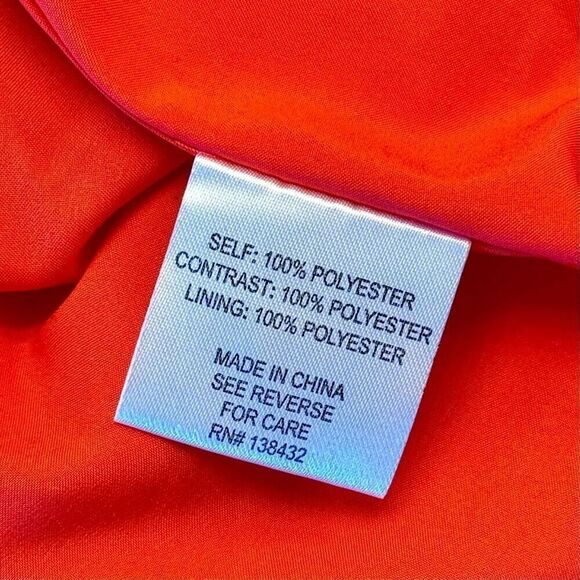 SELF: 100% POLYESTER
CONTRAST: 100% POLYESTER
LINING: 100% POLYESTER
MADE IN CHINA
SEE REVERSE
FOR CARE
RN# 138432